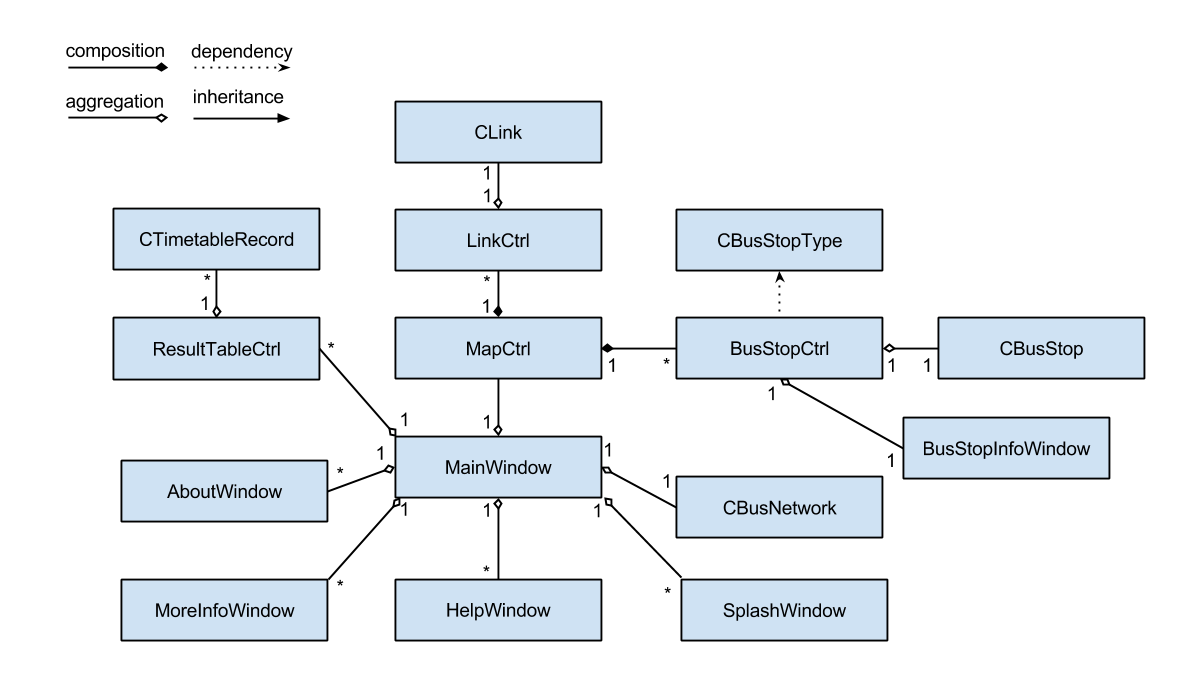 composition
dependency
aggregation
inheritance
CLink
1
1
CTimetableRecord
LinkCtrl
CBusStopType
*
1
*
1
ResultTableCtrl
MapCtrl
BusStopCtrl
CBusStop
*
1
*
1
1
1
1
1
1
MainWindow
1
BusStopInfoWindow
1
AboutWindow
*
1
CBusNetwork
1
1
1
*
*
*
MoreInfoWindow
HelpWindow
SplashWindow